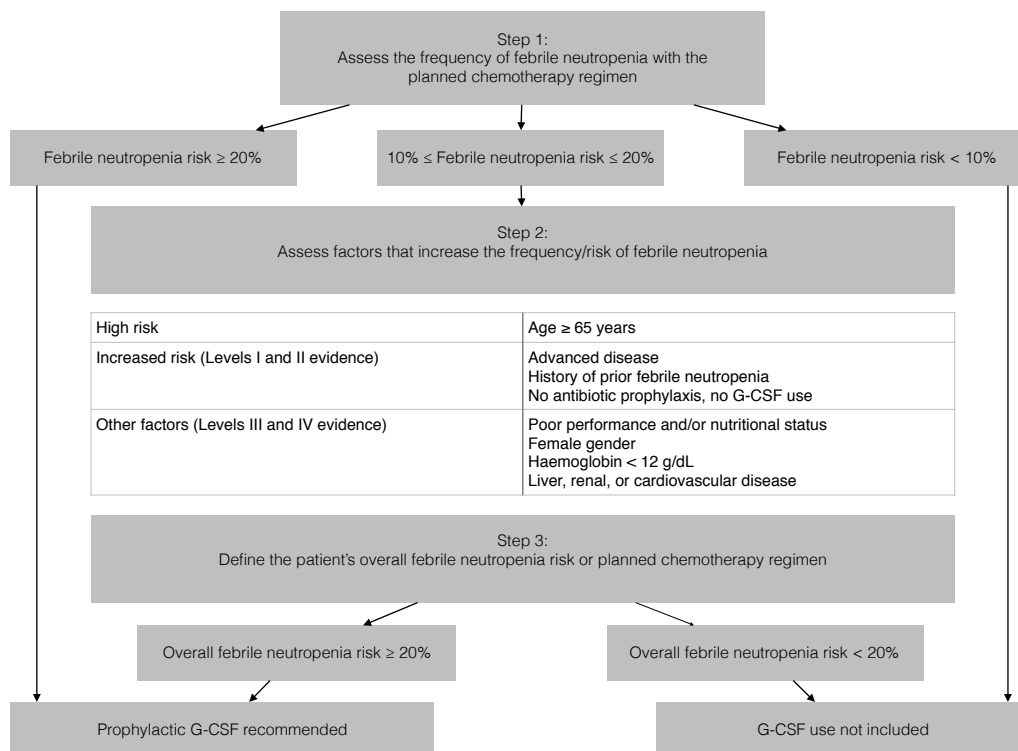 Step 1:
Assess the frequency of febrile neutropenia with the
planned chemotherapy regimen
Febrile neutropenia risk ≥ 20%
10% ≤ Febrile neutropenia risk ≤ 20%
Febrile neutropenia risk < 10%
Step 2:
Assess factors that increase the frequency/risk of febrile neutropenia
High risk
Age ≥ 65 years
Increased risk (Levels I and II evidence)
Advanced disease
History of prior febrile neutropenia
No antibiotic prophylaxis, no G-CSF use
Other factors (Levels III and IV evidence)
Poor performance and/or nutritional status
Female gender
Haemoglobin < 12 g/dL
Liver, renal, or cardiovascular disease
Step 3:
Define the patient’s overall febrile neutropenia risk or planned chemotherapy regimen
Overall febrile neutropenia risk ≥ 20%
Overall febrile neutropenia risk < 20%
Prophylactic G-CSF recommended
G-CSF use not included